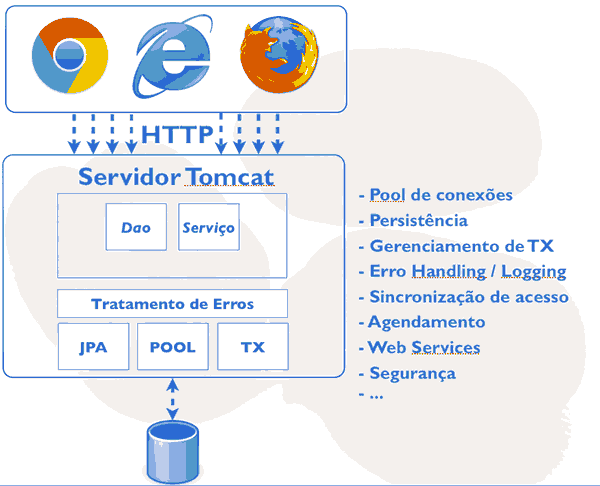 HTTP
Servidor Tomcat
Dao
Serviço
Tratamento de Erros
JPA
POOL
TX
- Pool de conexões
- Persistência
- Gerenciamento de TX
- Erro Handling / Logging
- Sincronização de acesso
- Agendamento
- Web Services
- Segurança
- ...